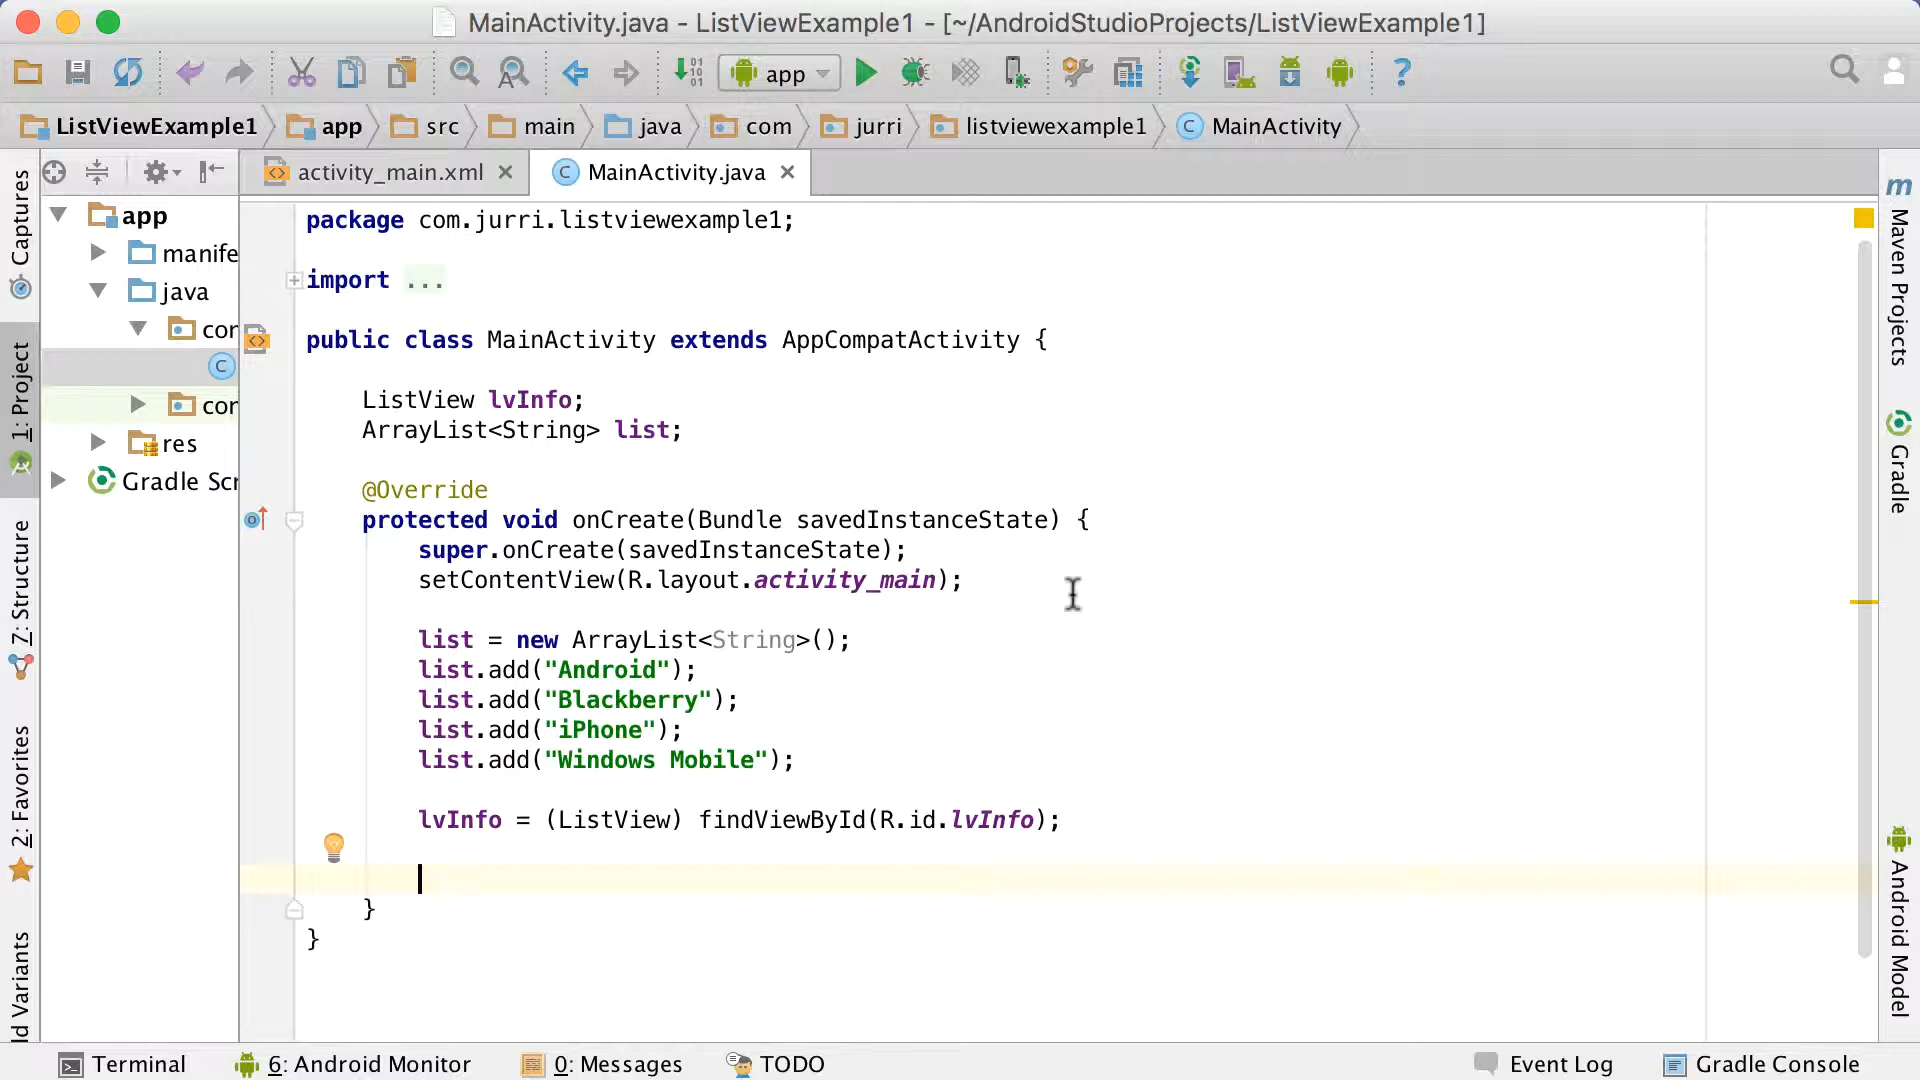 MainActivity.java - ListViewExample1 - [~/AndroidStudioProjects/ListViewExample1]
app
ListViewExample1 app src main java com jurri listviewexample1 MainActivity
activity_main.xml MainActivity.java
Captures
1: Project
7: Structure
2: Favorites
ld Variants
app
manife
java
cor
cor
res
Gradle Scr
package com.jurri.listviewexample1;
import ...
public class MainActivity extends AppCompatActivity {
ListView lvInfo;
ArrayList<String> list;
@Override
protected void onCreate(Bundle savedInstanceState) {
super.onCreate(savedInstanceState);
setContentView(R.layout.activity_main);
list = new ArrayList<String>();
list.add("Android");
list.add("Blackberry");
list.add("iPhone");
list.add("Windows Mobile");
lvInfo = (ListView) findViewById(R.id.lvInfo);
}
}
Maven Projects
Gradle
Android Model
Terminal 6: Android Monitor 0: Messages TODO Event Log Gradle Console